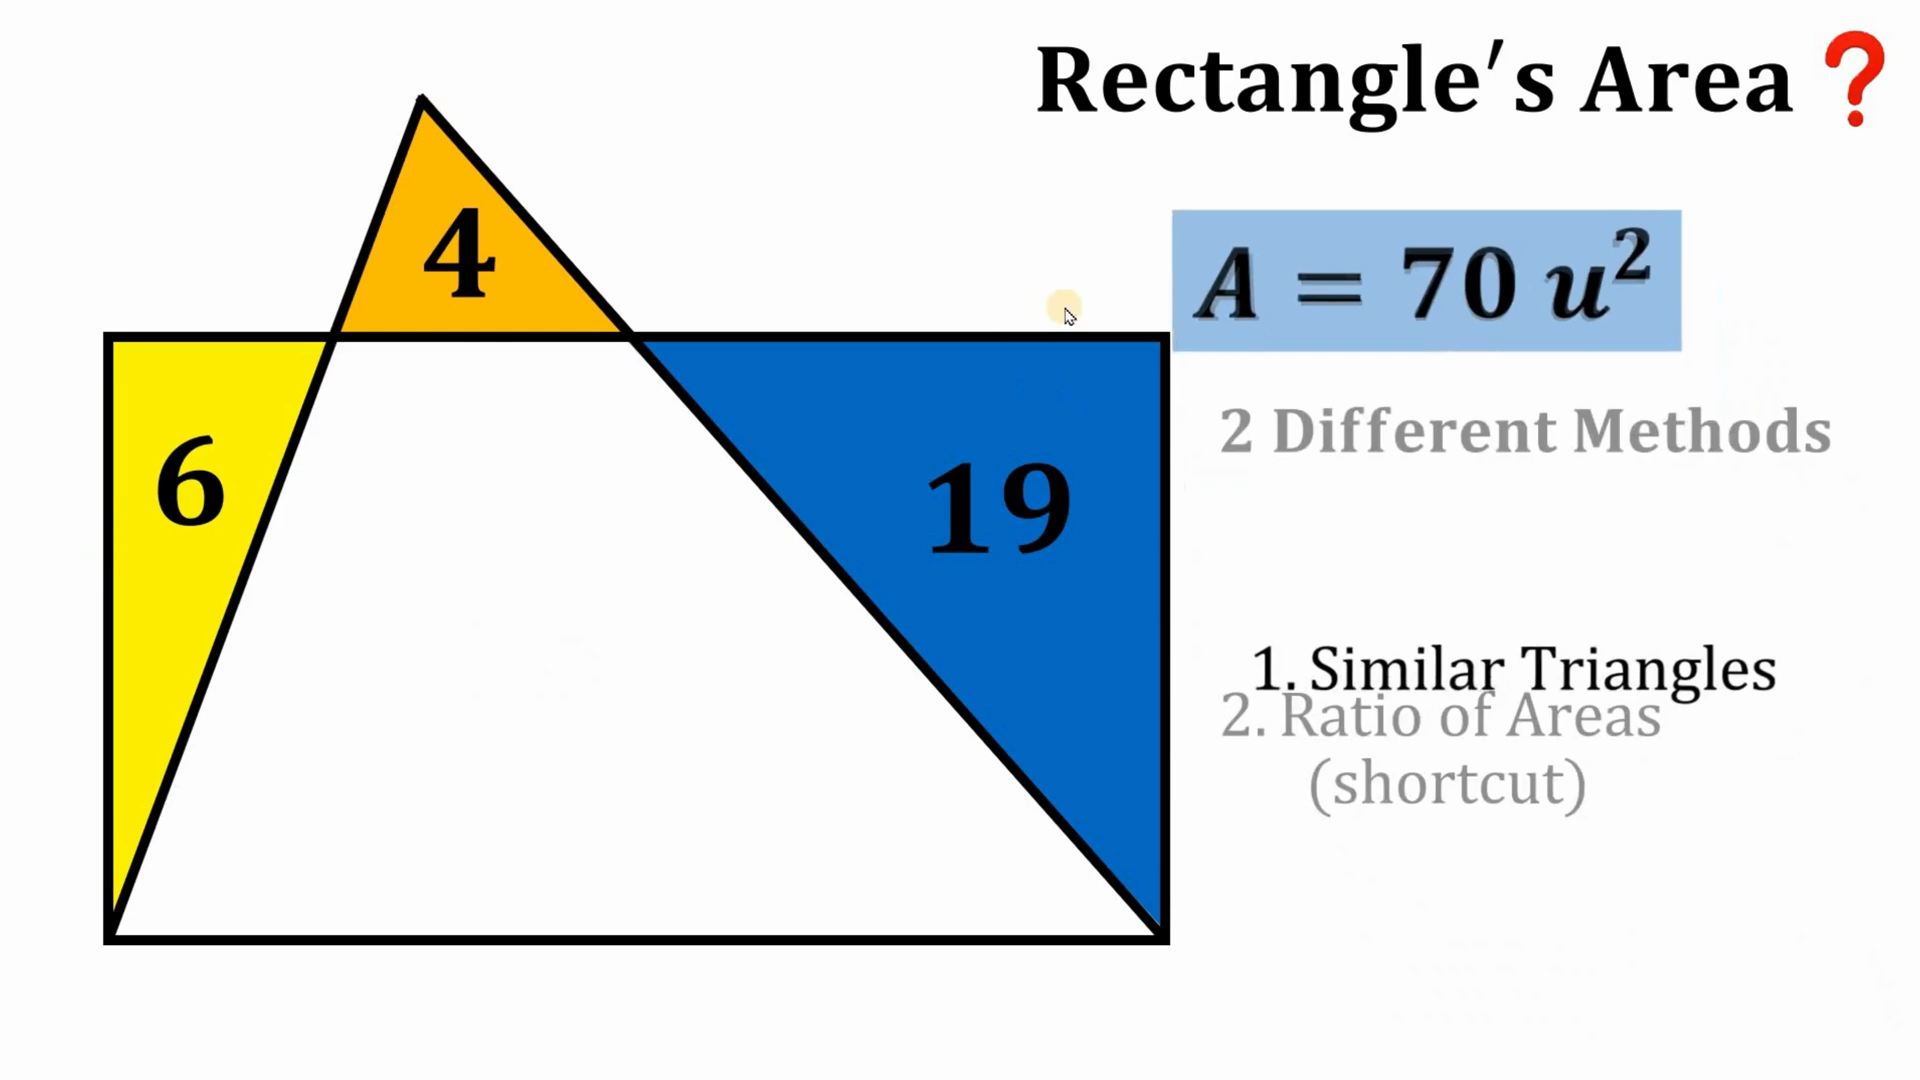 Rectangle's Area ❓
4
A = 70 u²
6
19
2 Different Methods
1. Similar Triangles
2. Ratio of Areas
(shortcut)